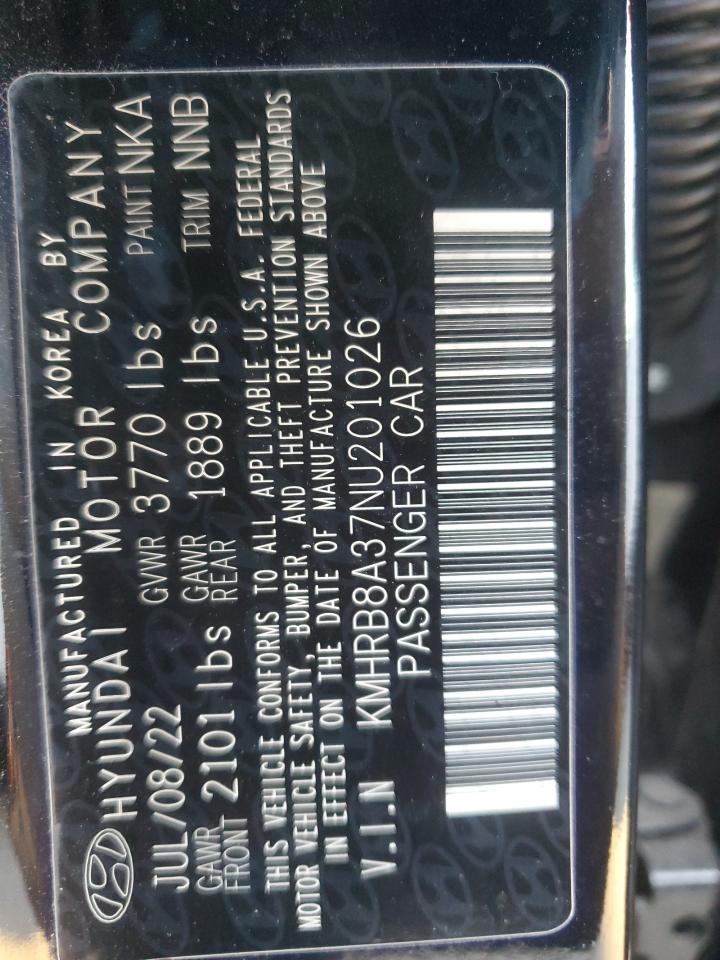 MANUFACTURED IN KOREA BY
HYUNDAI MOTOR COMPANY
JUL/08/22 GVWR 3770 lbs PAINT NKA
GAWR FRONT 2101 lbs GAWR REAR 1889 lbs TRIM NNB
THIS VEHICLE CONFORMS TO ALL APPLICABLE U.S.A. FEDERAL
MOTOR VEHICLE SAFETY, BUMPER, AND THEFT PREVENTION STANDARDS
IN EFFECT ON THE DATE OF MANUFACTURE SHOWN ABOVE
V.I.N KMHRB8A37NU201026
PASSENGER CAR